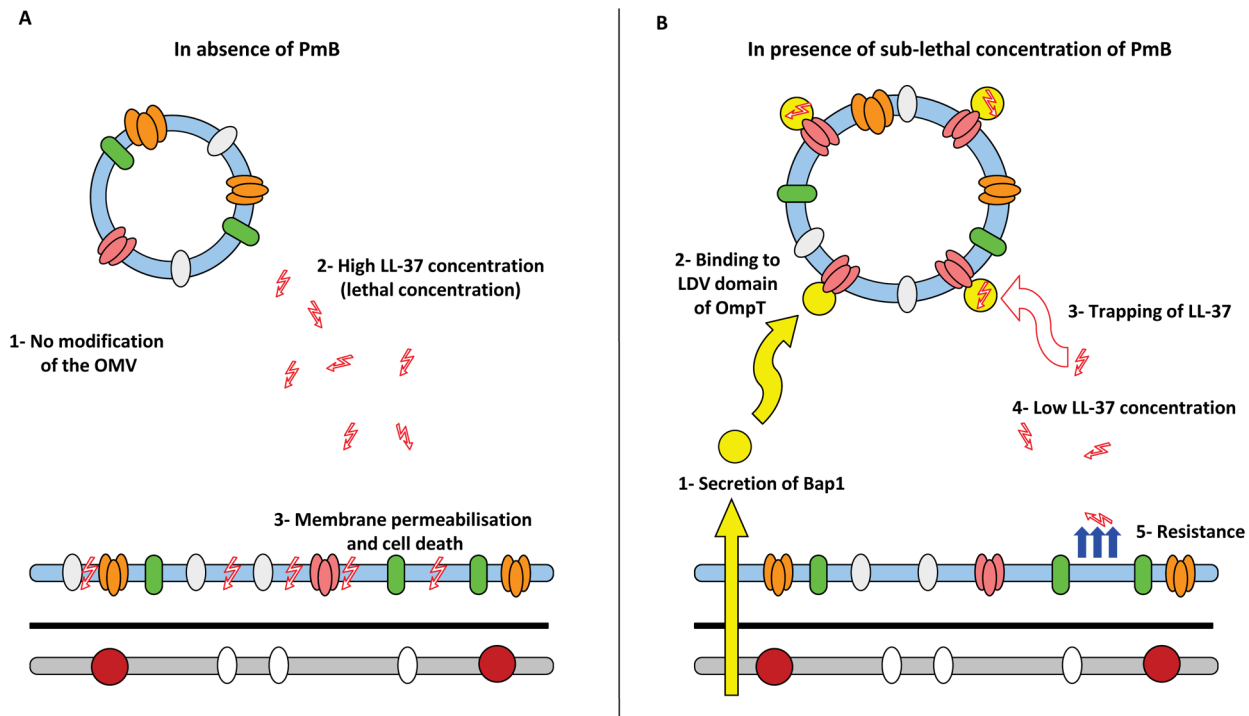 A
In absence of PmB
2- High LL-37 concentration
(lethal concentration)
1- No modification
of the OMV
3- Membrane permeabilisation
and cell death
B
In presence of sub-lethal concentration of PmB
2- Binding to
LDV domain
of OmpT
3- Trapping of LL-37
4- Low LL-37 concentration
1- Secretion of Bap1
5- Resistance